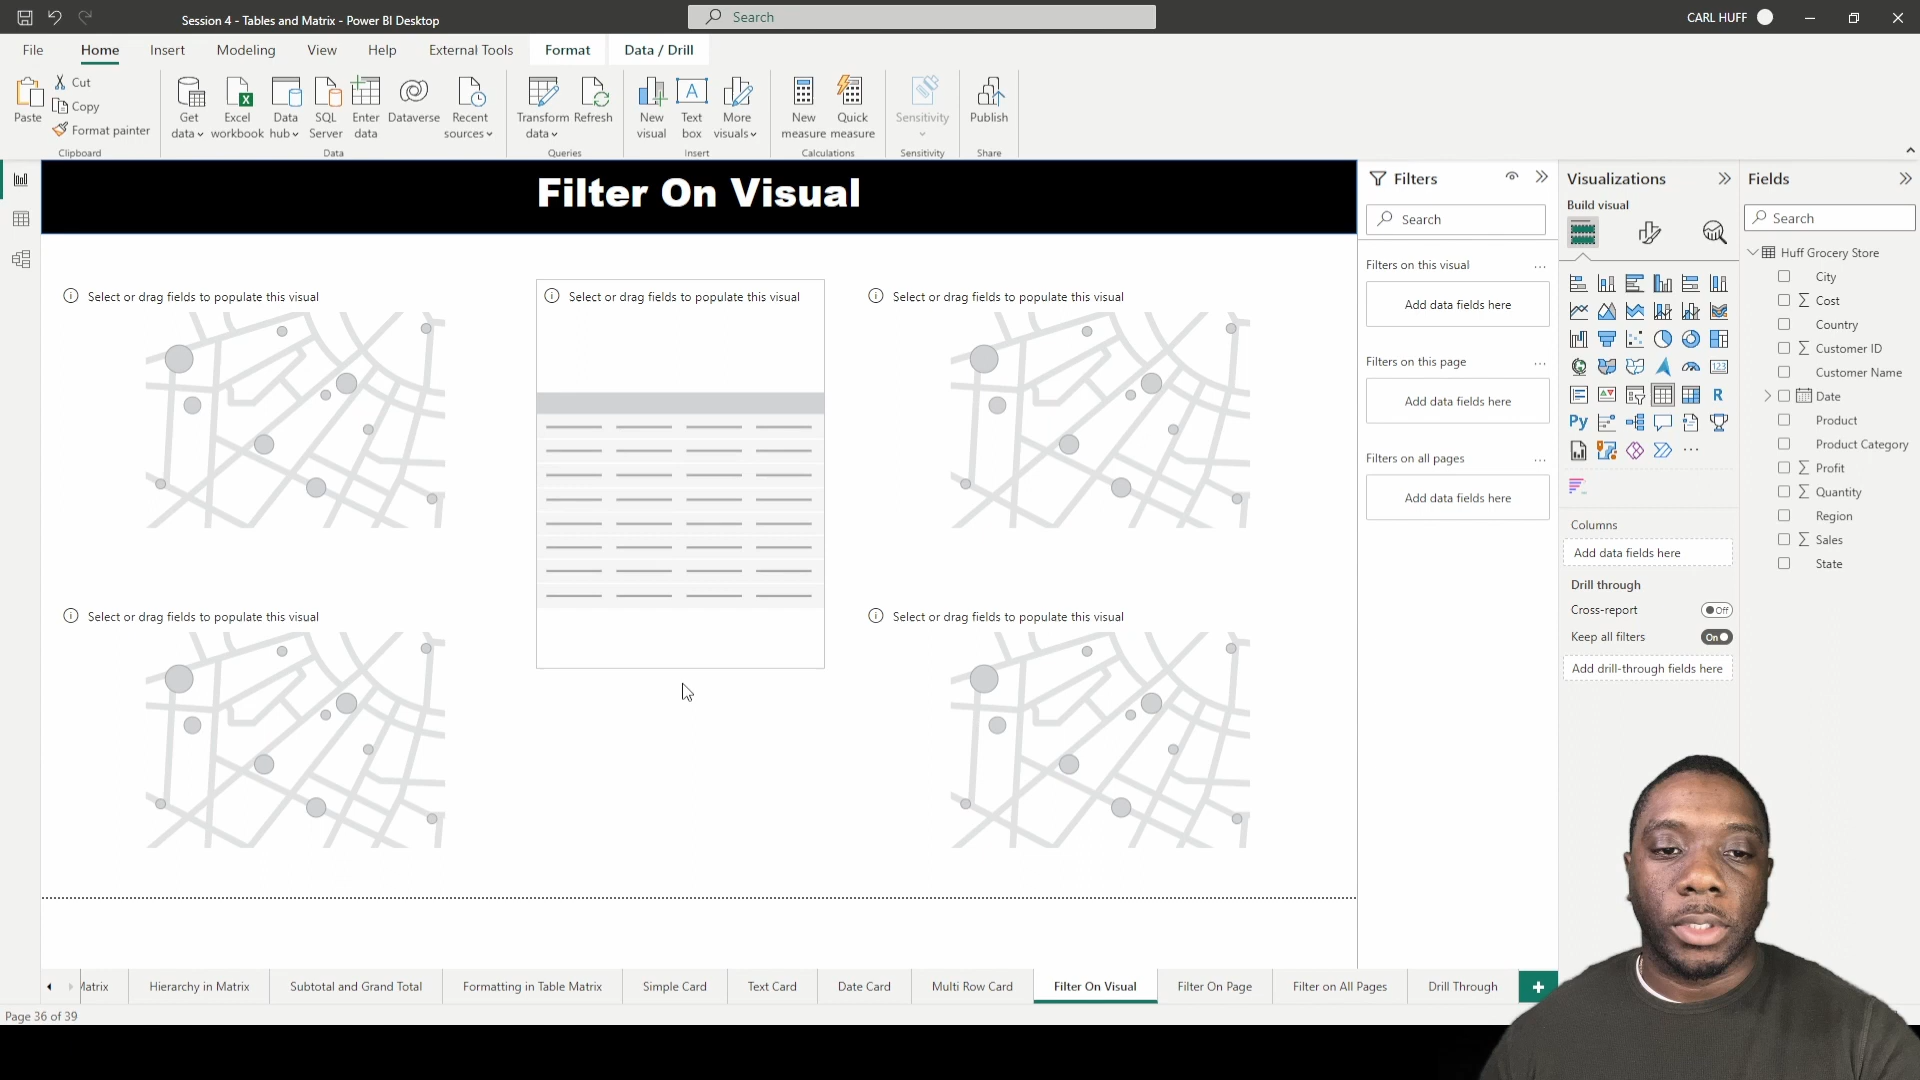 Session 4 - Tables and Matrix - Power BI Desktop
Search
CARL HUFF
File
Home
Insert
Modeling
View
Help
External Tools
Format
Data / Drill
Paste
Cut
Copy
Format painter
Clipboard
Get data
Excel workbook
Data hub
SQL Server
Enter data
Dataverse
Recent sources
Data
Transform data
Refresh
Queries
New visual
Text box
More visuals
Insert
New measure
Quick measure
Calculations
Sensitivity
Sensitivity
Publish
Share
Filter On Visual
Select or drag fields to populate this visual
Select or drag fields to populate this visual
Select or drag fields to populate this visual
Select or drag fields to populate this visual
Select or drag fields to populate this visual
Filters
Search
Filters on this visual
...
Add data fields here
Filters on this page
...
Add data fields here
Filters on all pages
...
Add data fields here
Visualizations
Build visual
123
R
Py
...
Columns
Add data fields here
Drill through
Cross-report
Off
Keep all filters
On
Add drill-through fields here
Fields
Search
Huff Grocery Store
City
Cost
Country
Customer ID
Customer Name
Date
Product
Product Category
Profit
Quantity
Region
Sales
State
Matrix
Hierarchy in Matrix
Subtotal and Grand Total
Formatting in Table Matrix
Simple Card
Text Card
Date Card
Multi Row Card
Filter On Visual
Filter On Page
Filter on All Pages
Drill Through
+
Page 36 of 39